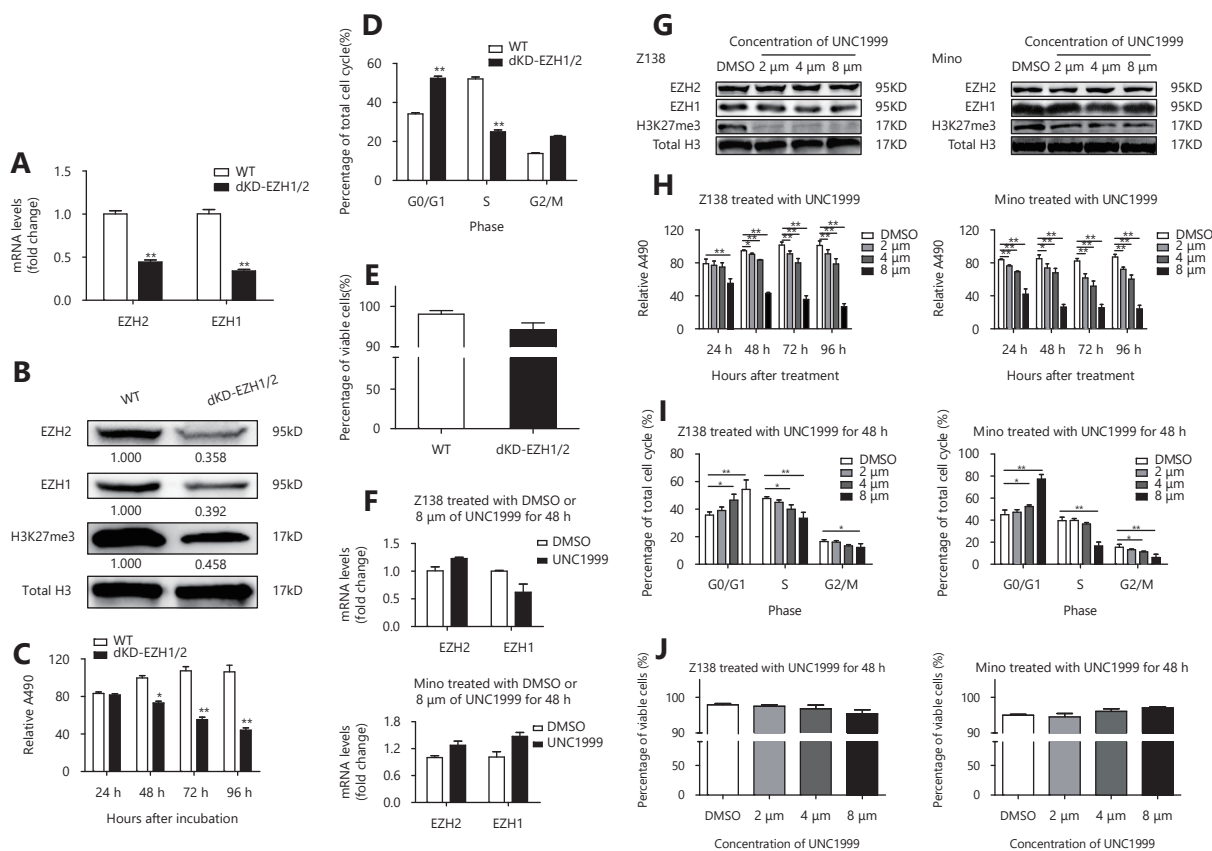 A
WT
dKD-EZH1/2
mRNA levels
(fold change)
1.5
1.0
0.5
0.0
**
**
EZH2
EZH1
B
WT
dKD-EZH1/2
EZH2
95kD
1.000
0.358
EZH1
95kD
1.000
0.392
H3K27me3
17kD
1.000
0.458
Total H3
17kD
C
WT
dKD-EZH1/2
Relative A490
120
80
40
0
*
**
**
24 h
48 h
72 h
96 h
Hours after incubation
D
WT
dKD-EZH1/2
Percentage of total cell cycle(%)
60
40
20
0
**
**
G0/G1
S
G2/M
Phase
E
Percentage of viable cells(%)
100
90
50
0
WT
dKD-EZH1/2
F
Z138 treated with DMSO or
8 μm of UNC1999 for 48 h
DMSO
UNC1999
mRNA levels
(fold change)
1.5
1.0
0.5
0.0
EZH2
EZH1
Mino treated with DMSO or
8 μm of UNC1999 for 48 h
DMSO
UNC1999
mRNA levels
(fold change)
1.8
1.2
0.6
0.0
EZH2
EZH1
G
Concentration of UNC1999
Z138
DMSO 2 μm 4 μm 8 μm
EZH2
95KD
EZH1
95KD
H3K27me3
17KD
Total H3
17KD
Concentration of UNC1999
Mino
DMSO 2 μm 4 μm 8 μm
EZH2
95KD
EZH1
95KD
H3K27me3
17KD
Total H3
17KD
H
Z138 treated with UNC1999
DMSO
2 μm
4 μm
8 μm
Relative A490
120
80
40
0
**
**
**
*
**
**
**
**
**
**
24 h
48 h
72 h
96 h
Hours after treatment
Mino treated with UNC1999
DMSO
2 μm
4 μm
8 μm
Relative A490
120
80
40
0
**
**
*
**
**
*
**
**
*
**
**
*
24 h
48 h
72 h
96 h
Hours after treatment
I
Z138 treated with UNC1999 for 48 h
DMSO
2 μm
4 μm
8 μm
Percentage of total cell cycle (%)
100
80
60
40
20
0
**
*
**
*
*
G0/G1
S
G2/M
Phase
Mino treated with UNC1999 for 48 h
DMSO
2 μm
4 μm
8 μm
Percentage of total cell cycle (%)
100
80
60
40
20
0
**
*
**
**
*
G0/G1
S
G2/M
Phase
J
Z138 treated with UNC1999 for 48 h
Percentage of viable cells (%)
100
90
50
0
DMSO
2 μm
4 μm
8 μm
Concentration of UNC1999
Mino treated with UNC1999 for 48 h
Percentage of viable cells (%)
100
90
50
0
DMSO
2 μm
4 μm
8 μm
Concentration of UNC1999